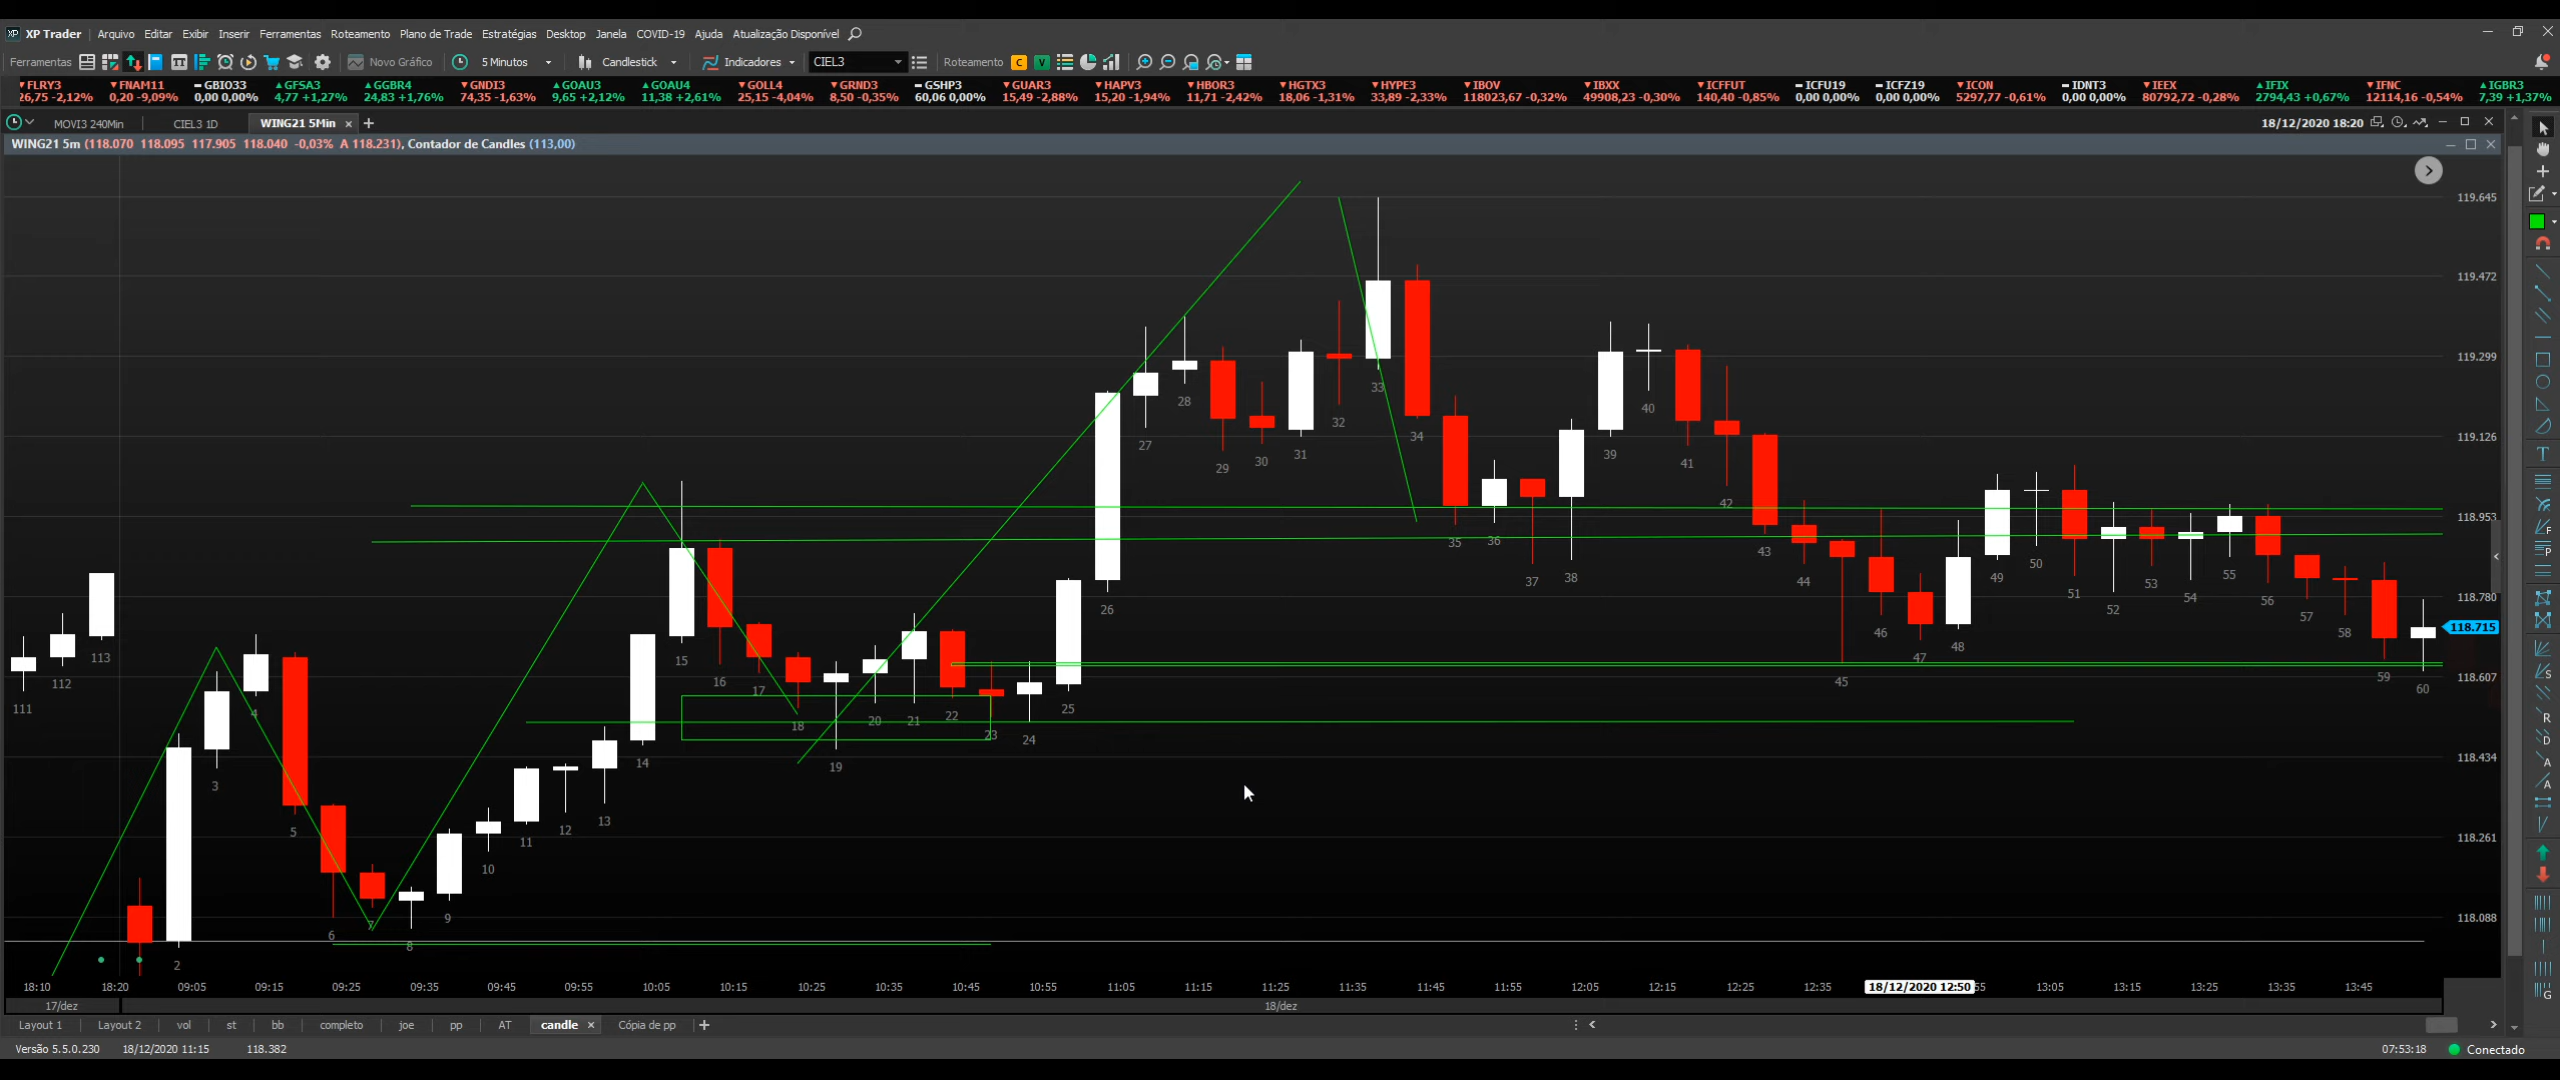 XP Trader Arquivo Editar Exibir Inserir Ferramentas Roteamento Plano de Trade Estratégias Desktop Janela COVID-19 Ajuda Atualização Disponível
Ferramentas Novo Gráfico 5 Minutos Candlestick Indicadores CIEL3 Roteamento C V
FLRY3 FNAM11 GBIO33 GFSA3 GGBR4 GNDI3 GOAU3 GOAU4 GOLL4 GRND3 GSHP3 GUAR3 HAPV3 HBOR3 HGTX3 HYPE3 IBOV IBXX ICFFUT ICFU19 ICFZ19 ICON IDNT3 IEEX IFIX IFNC IGBR3
26,75 -2,12% 0,20 -9,09% 0,00 0,00% 4,77 +1,27% 24,83 +1,76% 74,35 -1,63% 9,65 +2,12% 11,38 +2,61% 25,15 -4,04% 8,50 -0,35% 60,06 0,00% 15,49 -2,88% 15,20 -1,94% 11,71 -2,42% 18,06 -1,31% 33,89 -2,33% 118023,67 -0,32% 49908,23 -0,30% 140,40 -0,85% 0,00 0,00% 0,00 0,00% 5297,77 -0,61% 0,00 0,00% 80792,72 -0,28% 2794,43 +0,67% 12114,16 -0,54% 7,39 +1,37%
MOVI3 240Min CIEL3 1D WING21 5Min 18/12/2020 18:20
WING21 5m (118.070 118.095 117.905 118.040 -0,03% A 118.231), Contador de Candles (113,00)
119.645
119.472
119.299
119.126
118.953
118.780
118.715
118.607
118.434
118.261
118.088
111 112 113 2 3 4 5 6 7 8 9 10 11 12 13 14 15 16 17 18 19 20 21 22 23 24 25 26 27 28 29 30 31 32 33 34 35 36 37 38 39 40 41 42 43 44 45 46 47 48 49 50 51 52 53 54 55 56 57 58 59 60
18:10 18:20 09:05 09:15 09:25 09:35 09:45 09:55 10:05 10:15 10:25 10:35 10:45 10:55 11:05 11:15 11:25 11:35 11:45 11:55 12:05 12:15 12:25 12:35 18/12/2020 12:50 55 13:05 13:15 13:25 13:35 13:45
17/dez 18/dez
Layout 1 Layout 2 vol st bb completo joe pp AT candle Cópia de pp
Versão 5.5.0.230 18/12/2020 11:15 118.382 07:53:18 Conectado